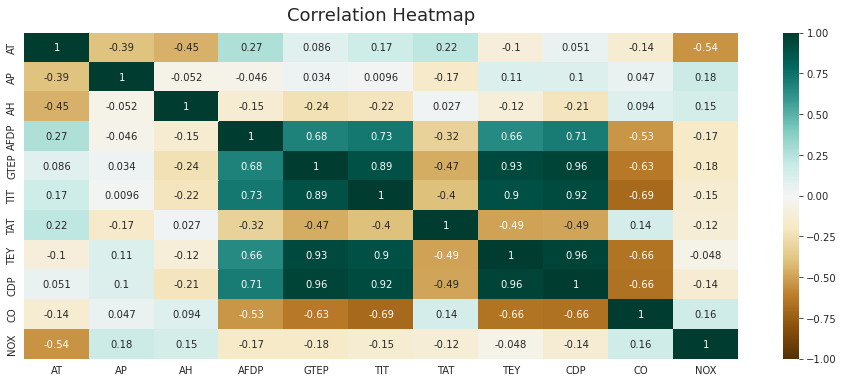 Correlation Heatmap
AT 1 -0.39 -0.45 0.27 0.086 0.17 0.22 -0.1 0.051 -0.14 -0.54
AP -0.39 1 -0.052 -0.046 0.034 0.0096 -0.17 0.11 0.1 0.047 0.18
AH -0.45 -0.052 1 -0.15 -0.24 -0.22 0.027 -0.12 -0.21 0.094 0.15
AFDP 0.27 -0.046 -0.15 1 0.68 0.73 -0.32 0.66 0.71 -0.53 -0.17
GTEP 0.086 0.034 -0.24 0.68 1 0.89 -0.47 0.93 0.96 -0.63 -0.18
TIT 0.17 0.0096 -0.22 0.73 0.89 1 -0.4 0.9 0.92 -0.69 -0.15
TAT 0.22 -0.17 0.027 -0.32 -0.47 -0.4 1 -0.49 -0.49 0.14 -0.12
TEY -0.1 0.11 -0.12 0.66 0.93 0.9 -0.49 1 0.96 -0.66 -0.048
CDP 0.051 0.1 -0.21 0.71 0.96 0.92 -0.49 0.96 1 -0.66 -0.14
CO -0.14 0.047 0.094 -0.53 -0.63 -0.69 0.14 -0.66 -0.66 1 0.16
NOX -0.54 0.18 0.15 -0.17 -0.18 -0.15 -0.12 -0.048 -0.14 0.16 1
AT AP AH AFDP GTEP TIT TAT TEY CDP CO NOX
1.00
0.75
0.50
0.25
0.00
−0.25
−0.50
−0.75
−1.00